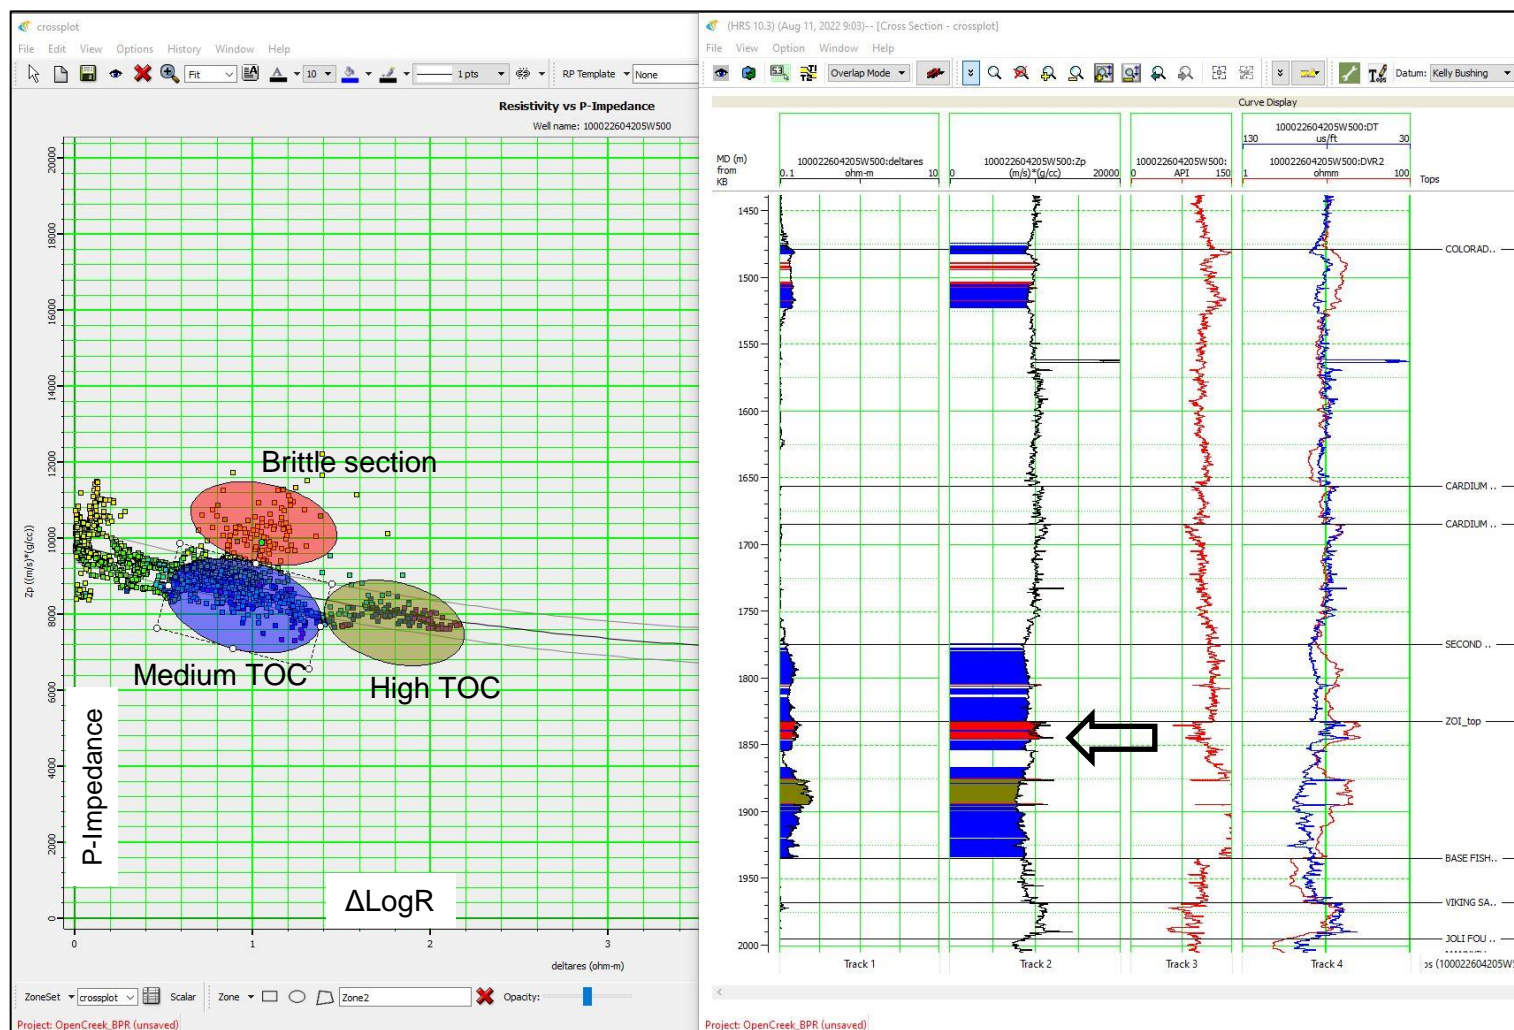 crossplot
File Edit View Options History Window Help
Fit A 10 1 pts RP Template None
Resistivity vs P-Impedance
Well name: 100022604205W500
20000
18000
16000
14000
12000
10000
8000
6000
4000
2000
0
Zp ((m/s)*(g/cc))
Brittle section
Medium TOC
High TOC
P-Impedance
ΔLogR
0 1 2 3
deltares (ohm-m)
ZoneSet crossplot Scalar Zone Zone2 Opacity:
Project: OpenCreek_BPR (unsaved)
(HRS 10.3) (Aug 11, 2022 9:03)-- [Cross Section - crossplot]
File View Option Window Help
Overlap Mode Datum: Kelly Bushing
Curve Display
MD (m)
from
KB
100022604205W500:deltares
0.1 ohm-m 10
100022604205W500:Zp
0 (m/s)*(g/cc) 20000
100022604205W500:
0 API 150
100022604205W500:DT
130 us/ft 30
100022604205W500:DVR2
1 ohmm 100
Tops
1450
1500
1550
1600
1650
1700
1750
1800
1850
1900
1950
2000
COLORAD...
CARDIUM ...
CARDIUM ...
SECOND ...
ZOI_top
BASE FISH...
VIKING SA...
JOLI FOU ...
Track 1 Track 2 Track 3 Track 4
Project: OpenCreek_BPR (unsaved)